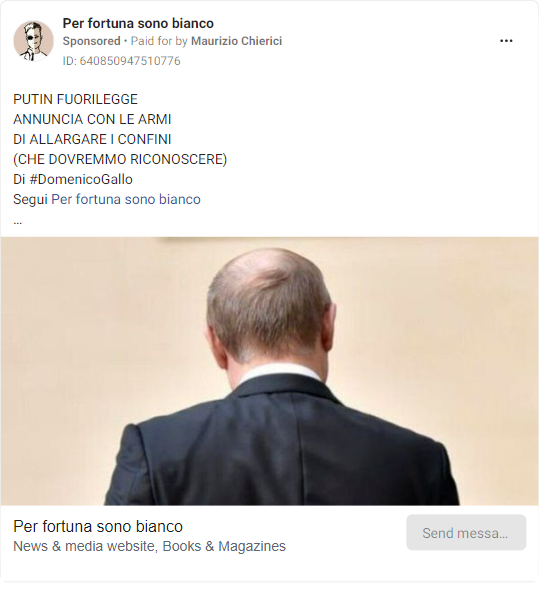 Per fortuna sono bianco
Sponsored • Paid for by Maurizio Chierici
ID: 640850947510776
PUTIN FUORILEGGE
ANNUNCIA CON LE ARMI
DI ALLARGARE I CONFINI
(CHE DOVREMMO RICONOSCERE)
Di #DomenicoGallo
Segui Per fortuna sono bianco
...
Per fortuna sono bianco
News & media website, Books & Magazines
Send messa...